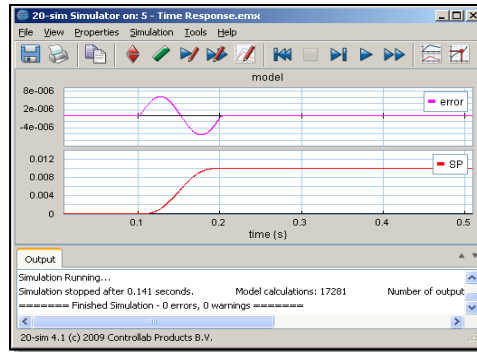 20-sim Simulator on: 5 - Time Response.emx
File View Properties Simulation Tools Help
model
8e-006
2e-006
-4e-006
error
0.012
0.008
0.004
0
SP
0.1 0.2 0.3 0.4 0.5
time {s}
Output
Simulation Running...
Simulation stopped after 0.141 seconds. Model calculations: 17281 Number of output
======= Finished Simulation - 0 errors, 0 warnings =======
20-sim 4.1 (c) 2009 Controllab Products B.V.